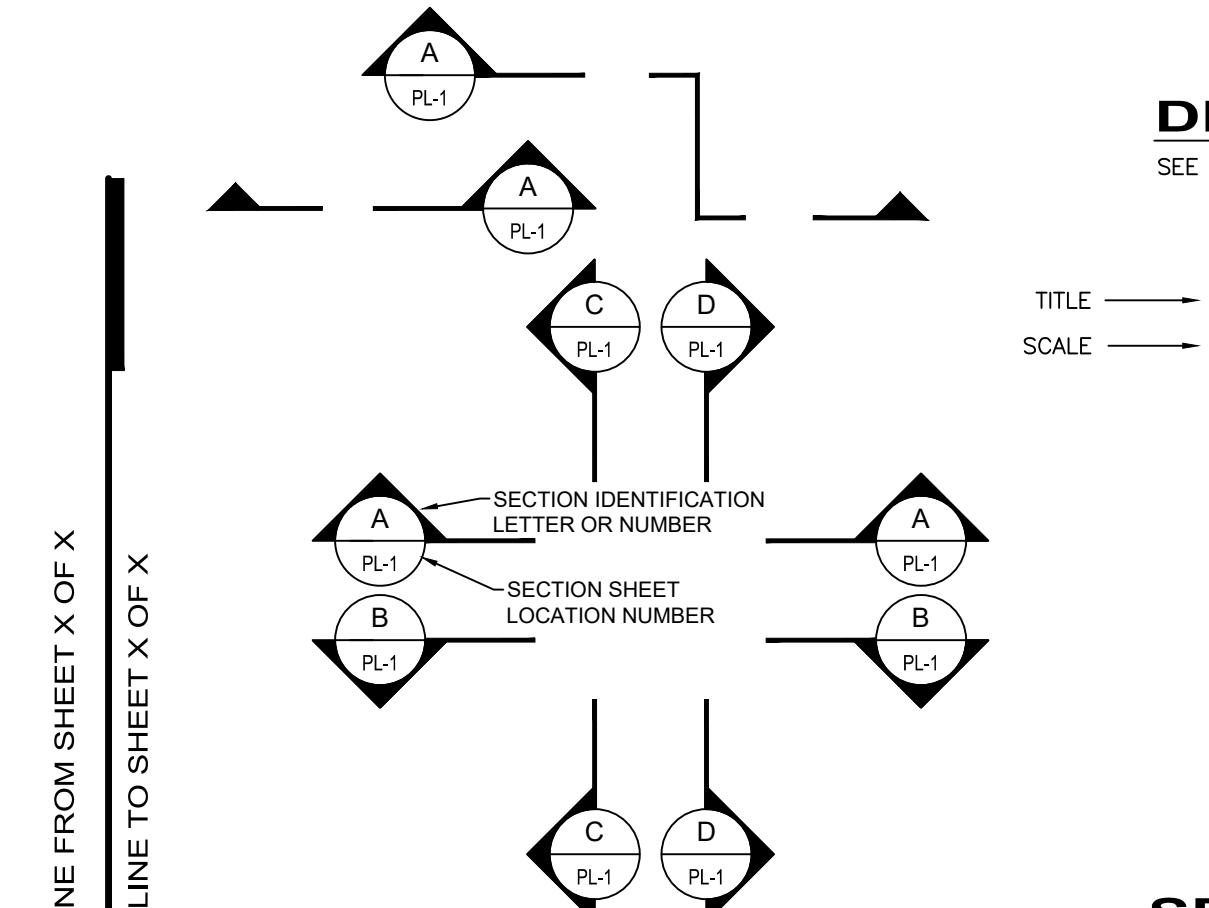 A
PL-1
DE
SEE
A
PL-1
C
PL-1
D
PL-1
TITLE
SCALE
SECTION IDENTIFICATION
LETTER OR NUMBER
A
PL-1
A
PL-1
SECTION SHEET
LOCATION NUMBER
B
PL-1
B
PL-1
NE FROM SHEET X OF X
LINE TO SHEET X OF X
C
PL-1
D
PL-1